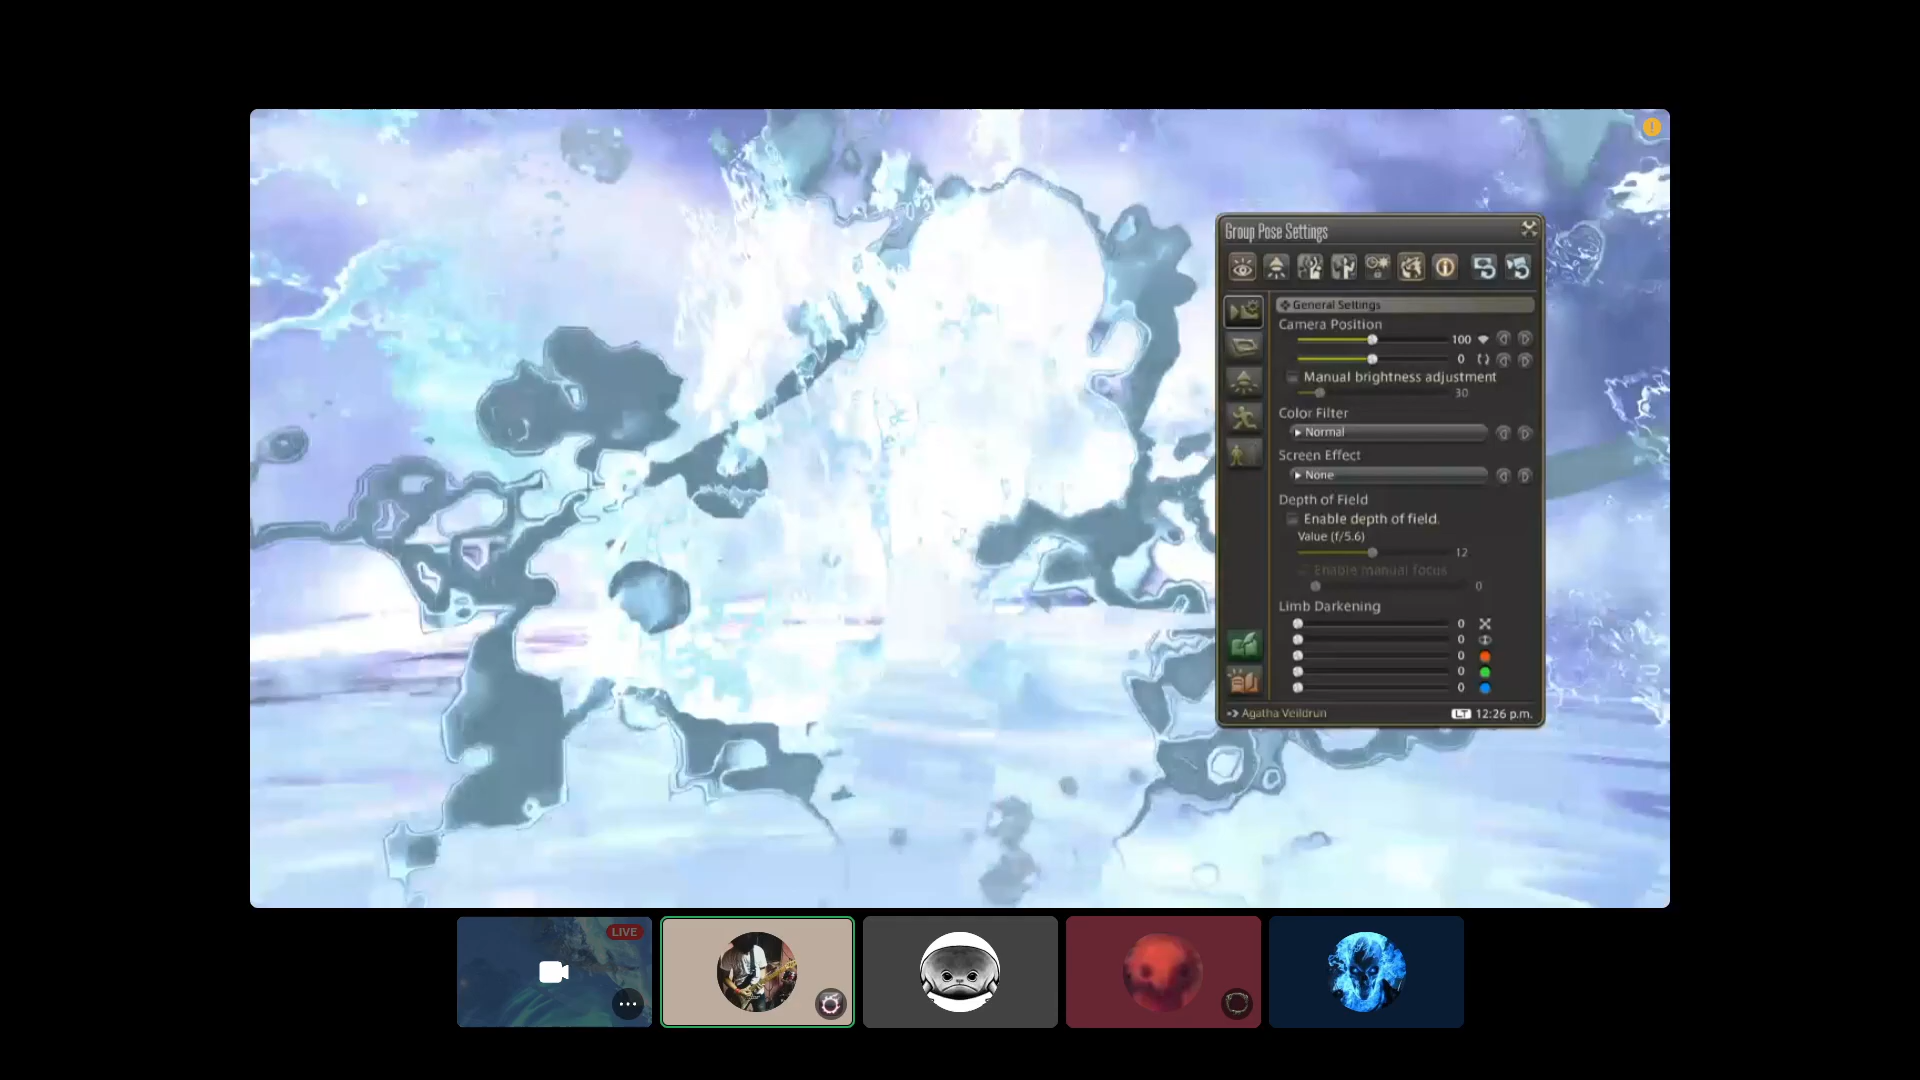 Group Pose Settings
General Settings
Camera Position
100
0
Manual brightness adjustment
30
Color Filter
Normal
Screen Effect
None
Depth of Field
Enable depth of field.
Value (f/5.6)
12
Enable manual focus
0
Limb Darkening
0
0
0
0
0
Agatha Veildrun
LT 12:26 p.m.
LIVE